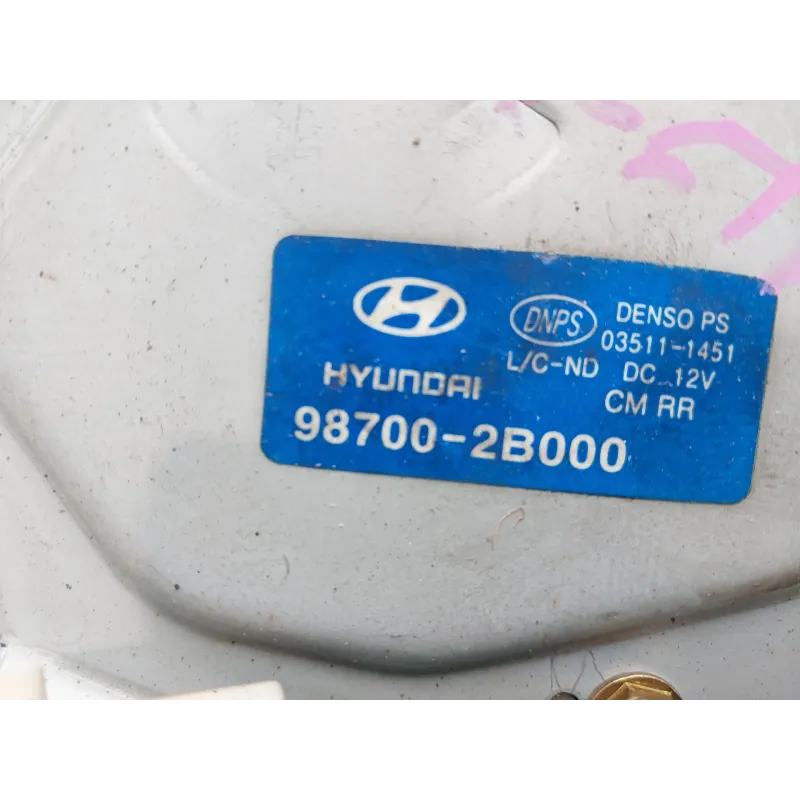 HYUNDAI
98700-2B000
DNPS
DENSO PS
03511-1451
L/C-ND DC 12V
CM RR